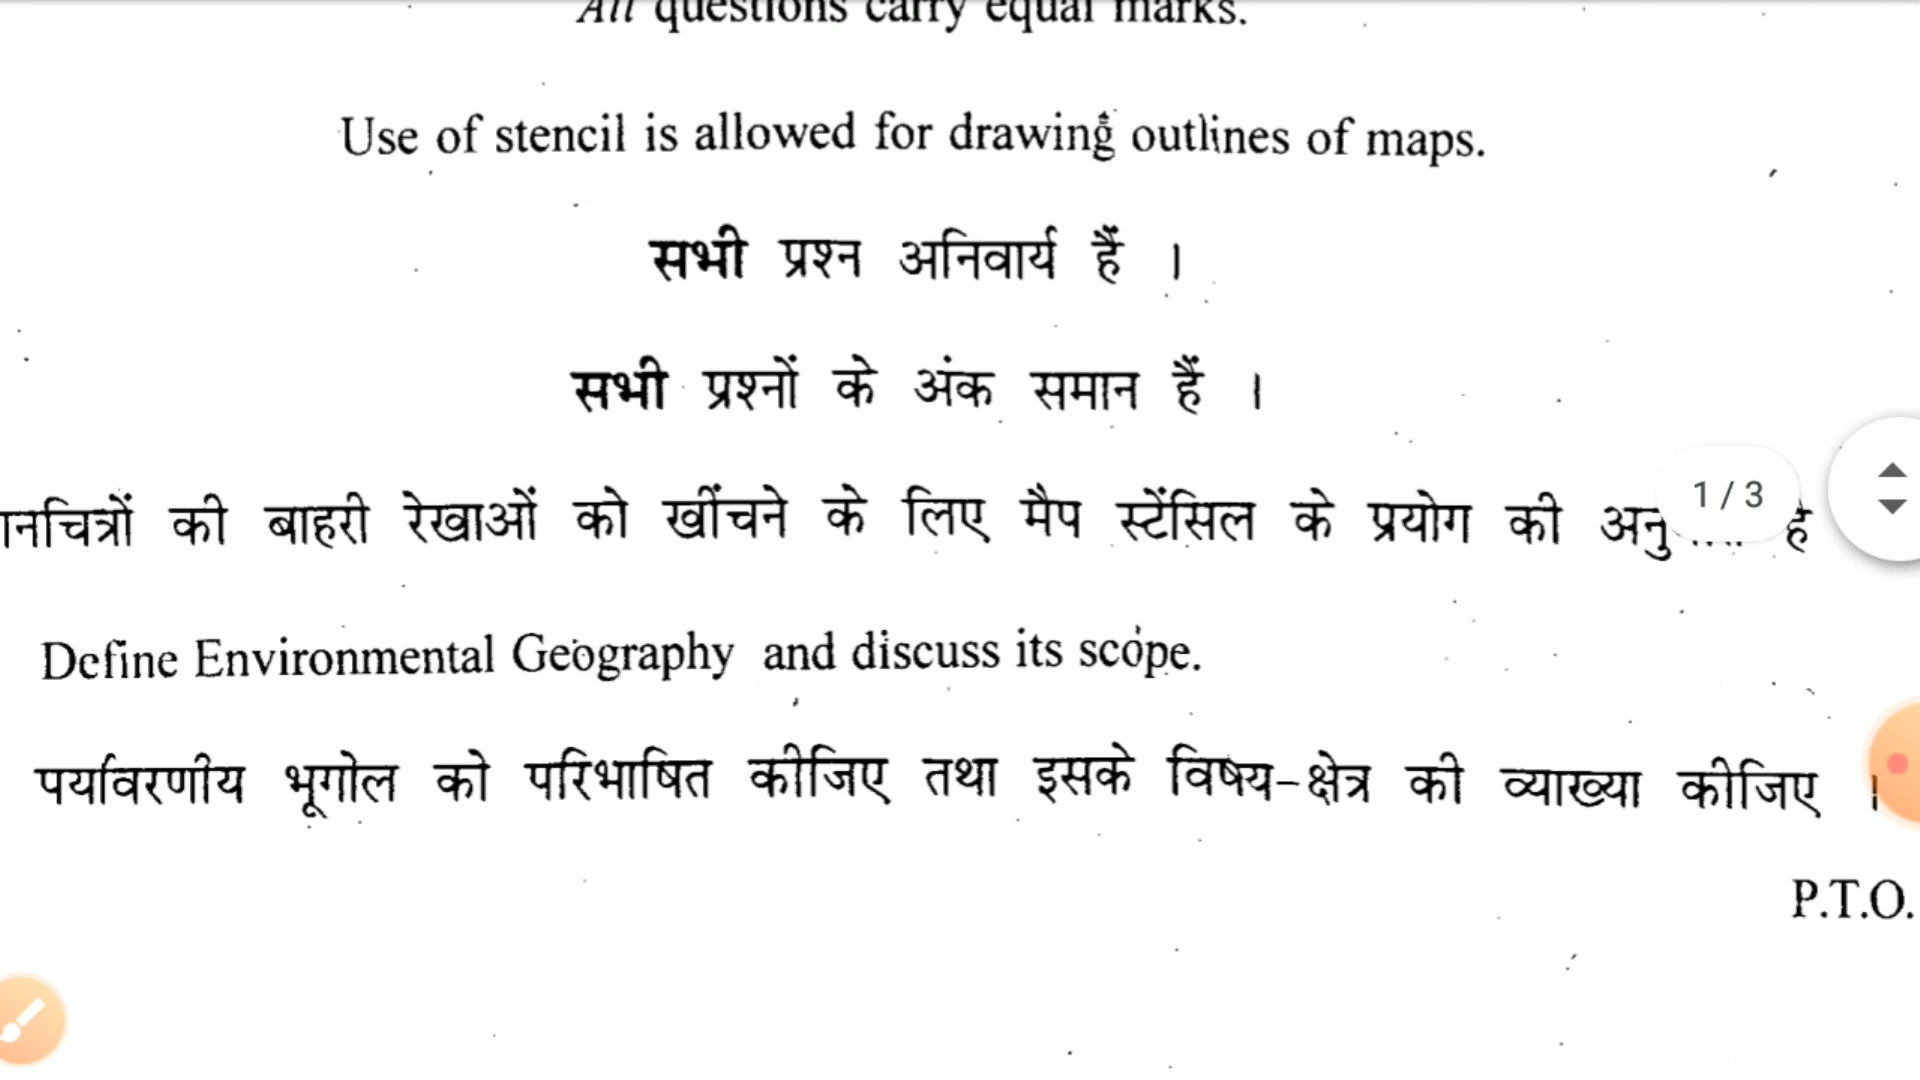 All questions carry equal marks.
Use of stencil is allowed for drawing outlines of maps.
सभी प्रश्न अनिवार्य हैं ।
सभी प्रश्नों के अंक समान हैं ।
की बाहरी रेखाओं को खींचने के लिए मैप स्टेंसिल के प्रयोग की है
1 / 3
Define Environmental Geography and discuss its scope.
पर्यावरणीय भूगोल को परिभाषित कीजिए तथा इसके विषय-क्षेत्र की व्याख्या कीजिए ।
P.T.O.